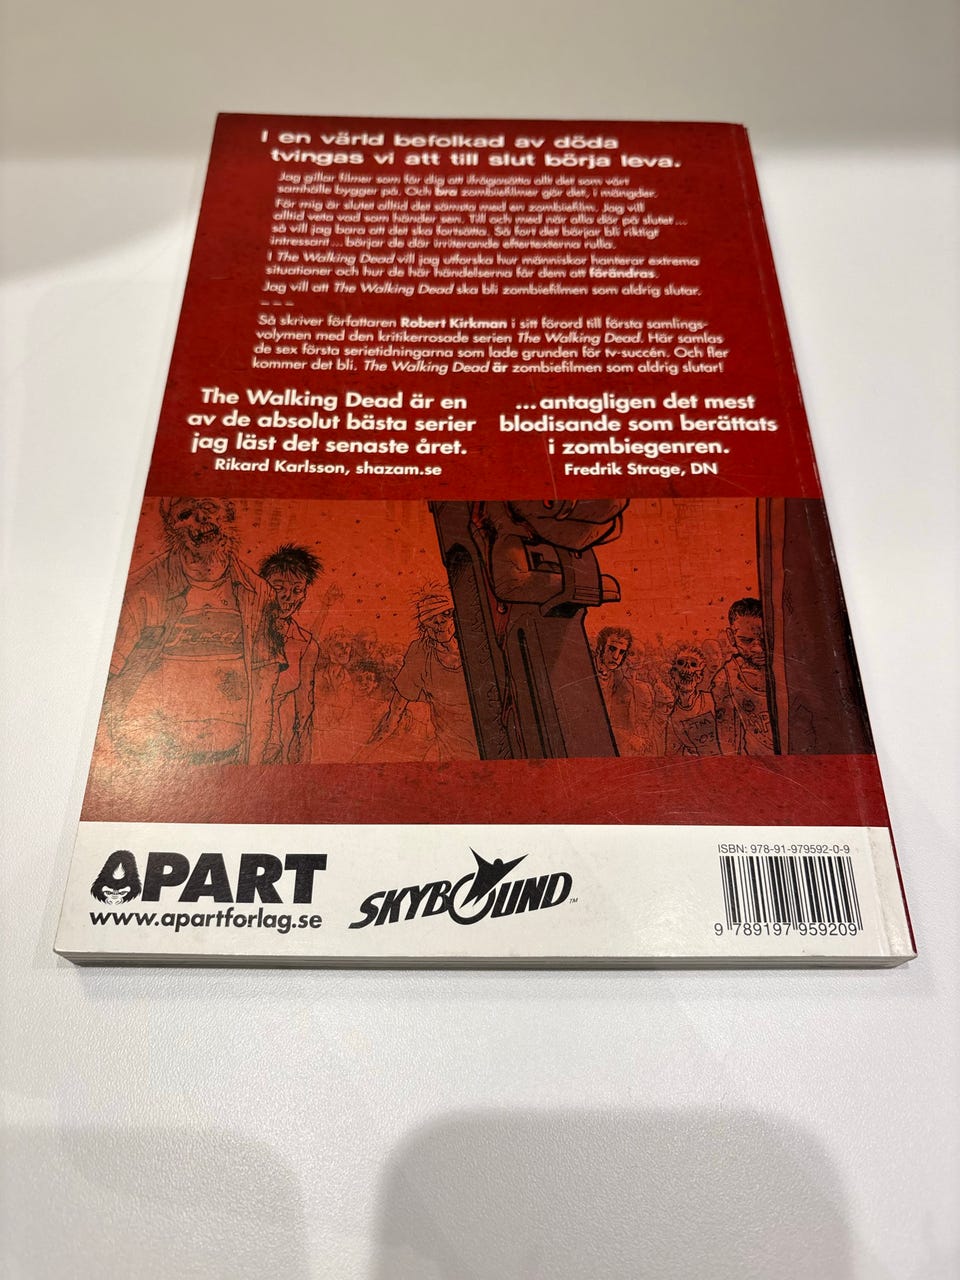 I en värld befolkad av döda
tvingas vi att till slut börja leva.
Jag gillar filmer som får dig att ifrågasätta allt det som vårt
samhälle bygger på. Och bra zombiefilmer gör det, i mängder.
För mig är slutet alltid det sämsta med en zombiefilm. Jag vill
alltid veta vad som händer sen. Till och med när alla dör på slutet...
så vill jag bara att det ska fortsätta. Så fort det börjar bli riktigt
intressant... börjar de där irriterande eftertexterna rulla.
I The Walking Dead vill jag utforska hur människor hanterar extrema
situationer och hur de här händelserna får dem att förändras.
Jag vill att The Walking Dead ska bli zombiefilmen som aldrig slutar.
– – –
Så skriver författaren Robert Kirkman i sitt förord till första samlings-
volymen med den kritikerrosade serien The Walking Dead. Här samlas
de sex första serietidningarna som lade grunden för tv-succén. Och fler
kommer det bli. The Walking Dead är zombiefilmen som aldrig slutar!
The Walking Dead är en
av de absolut bästa serier
jag läst det senaste året.
Rikard Karlsson, shazam.se
...antagligen det mest
blodisande som berättats
i zombiegenren.
Fredrik Strage, DN
APART
www.apartforlag.se
SKYBOUND™
ISBN: 978-91-979592-0-9
9 789197 959209